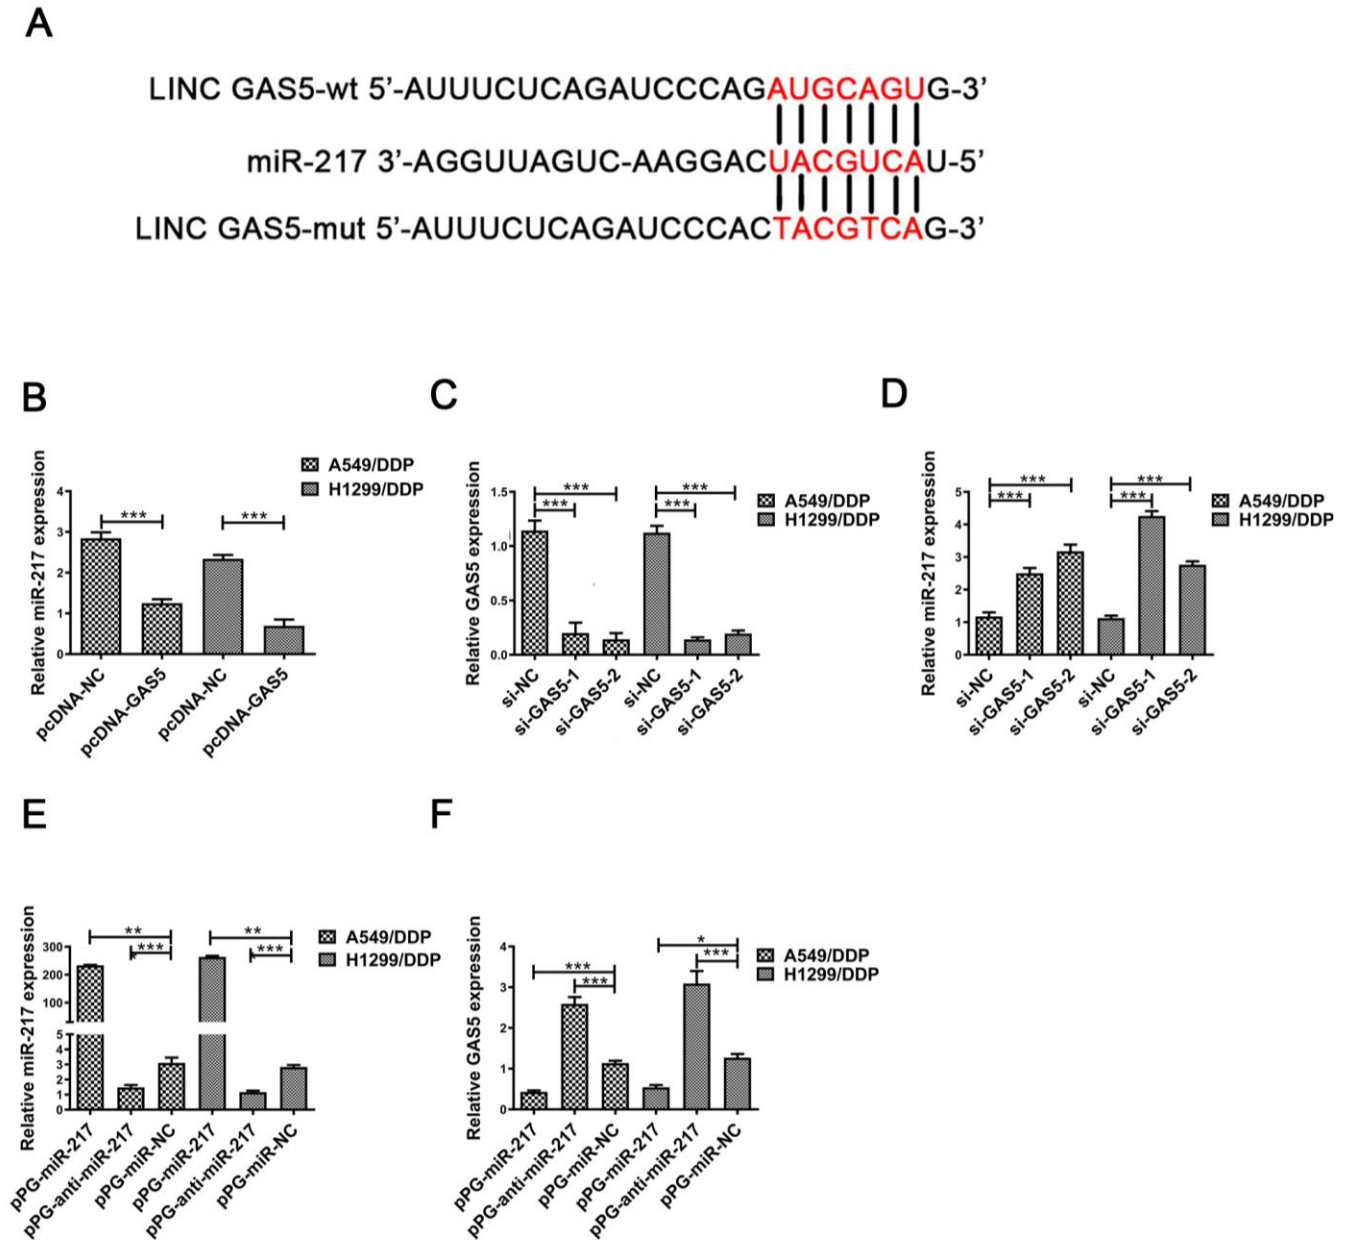 A
LINC GAS5-wt 5’-AUUUCUCAGAUCCCAGAUGCAGUG-3’
miR-217 3’-AGGUUAGUC-AAGGACUACGUCAU-5’
LINC GAS5-mut 5’-AUUUCUCAGAUCCCACTACGTCAG-3’
B
Relative miR-217 expression
4
3
2
1
0
***
***
A549/DDP
H1299/DDP
pcDNA-NC
pcDNA-GAS5
pcDNA-NC
pcDNA-GAS5
C
Relative GAS5 expression
1.5
1.0
0.5
0.0
***
***
***
***
A549/DDP
H1299/DDP
si-NC
si-GAS5-1
si-GAS5-2
si-NC
si-GAS5-1
si-GAS5-2
D
Relative miR-217 expression
5
4
3
2
1
0
***
***
***
***
A549/DDP
H1299/DDP
si-NC
si-GAS5-1
si-GAS5-2
si-NC
si-GAS5-1
si-GAS5-2
E
Relative miR-217 expression
300
200
100
5
4
3
2
1
0
**
***
**
***
A549/DDP
H1299/DDP
pPG-miR-217
pPG-anti-miR-217
pPG-miR-NC
pPG-miR-217
pPG-anti-miR-217
pPG-miR-NC
F
Relative GAS5 expression
4
3
2
1
0
***
***
*
***
A549/DDP
H1299/DDP
pPG-miR-217
pPG-anti-miR-217
pPG-miR-NC
pPG-miR-217
pPG-anti-miR-217
pPG-miR-NC